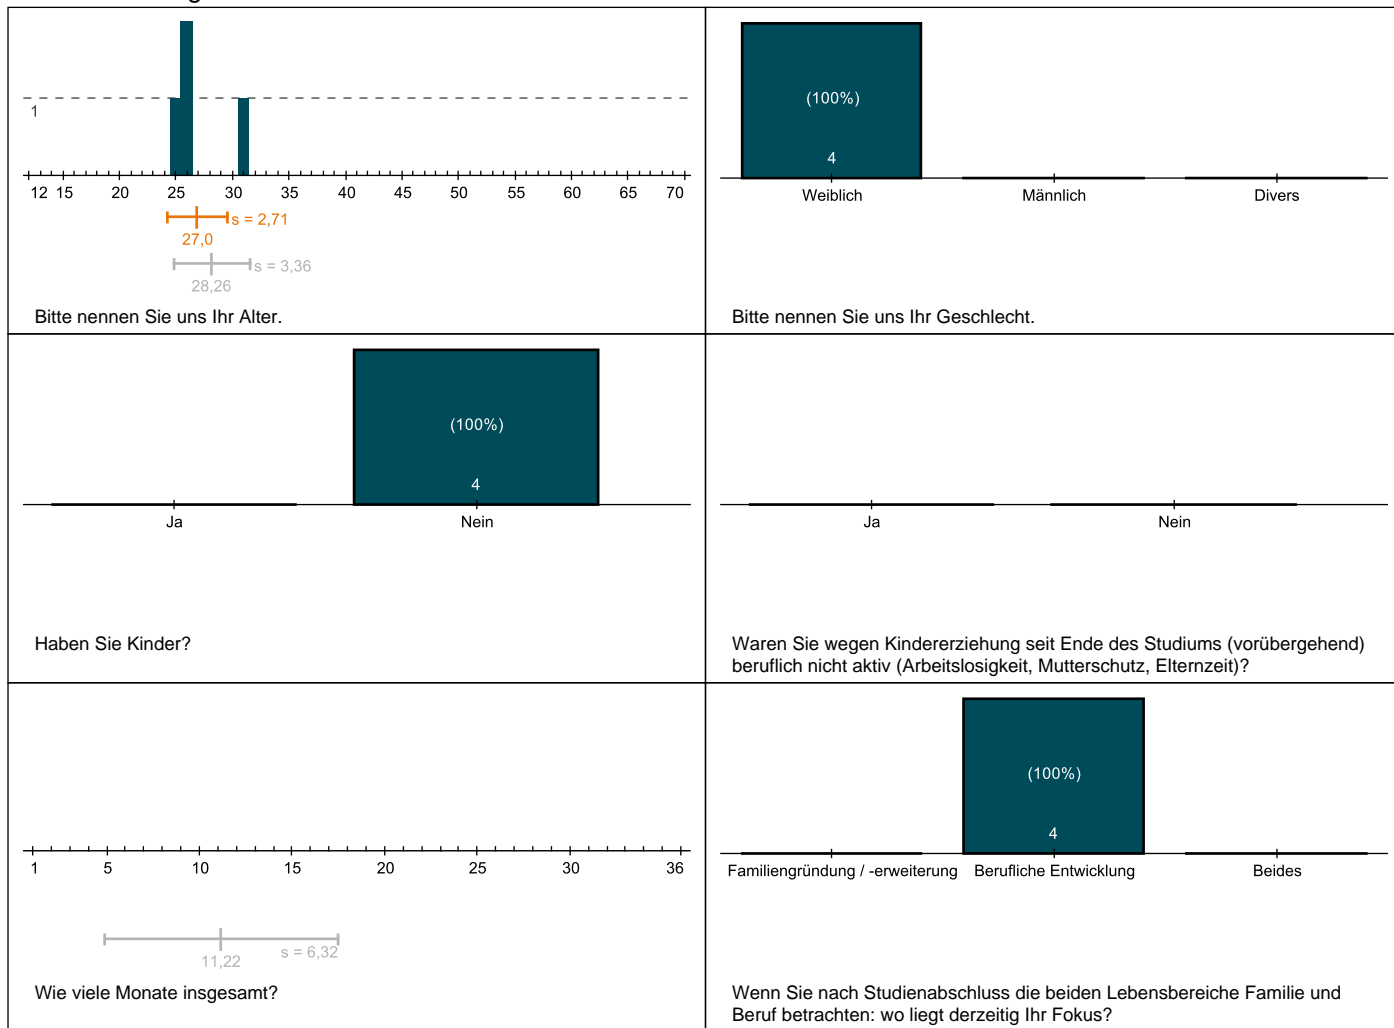 1
12 15 20 25 30 35 40 45 50 55 60 65 70
s = 2,71
27,0
s = 3,36
28,26
Bitte nennen Sie uns Ihr Alter.
(100%)
4
Weiblich Männlich Divers
Bitte nennen Sie uns Ihr Geschlecht.
(100%)
4
Ja Nein
Haben Sie Kinder?
Ja Nein
Waren Sie wegen Kindererziehung seit Ende des Studiums (vorübergehend)
beruflich nicht aktiv (Arbeitslosigkeit, Mutterschutz, Elternzeit)?
1 5 10 15 20 25 30 36
s = 6,32
11,22
Wie viele Monate insgesamt?
(100%)
4
Familiengründung / -erweiterung Berufliche Entwicklung Beides
Wenn Sie nach Studienabschluss die beiden Lebensbereiche Familie und
Beruf betrachten: wo liegt derzeitig Ihr Fokus?